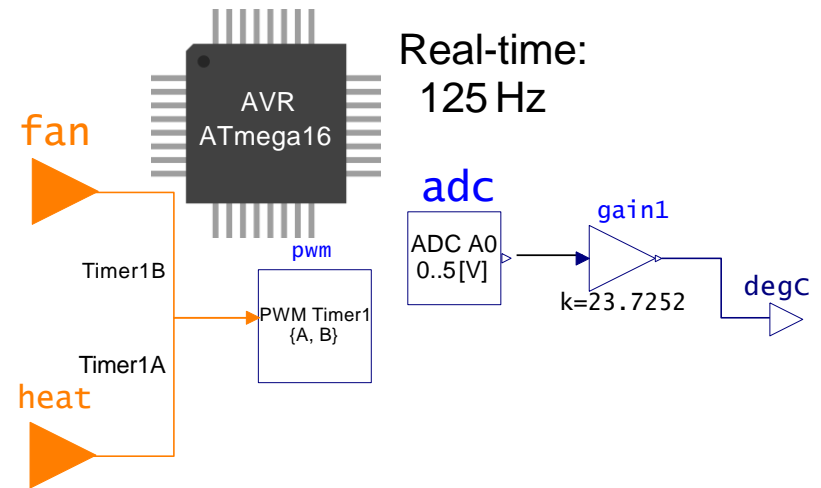 Real-time:
125 Hz
AVR
ATmega16
fan
adc
gain1
pwm
Timer1B
ADC A0
0..5[V]
degC
k=23.7252
PWM Timer1
{A, B}
Timer1A
heat